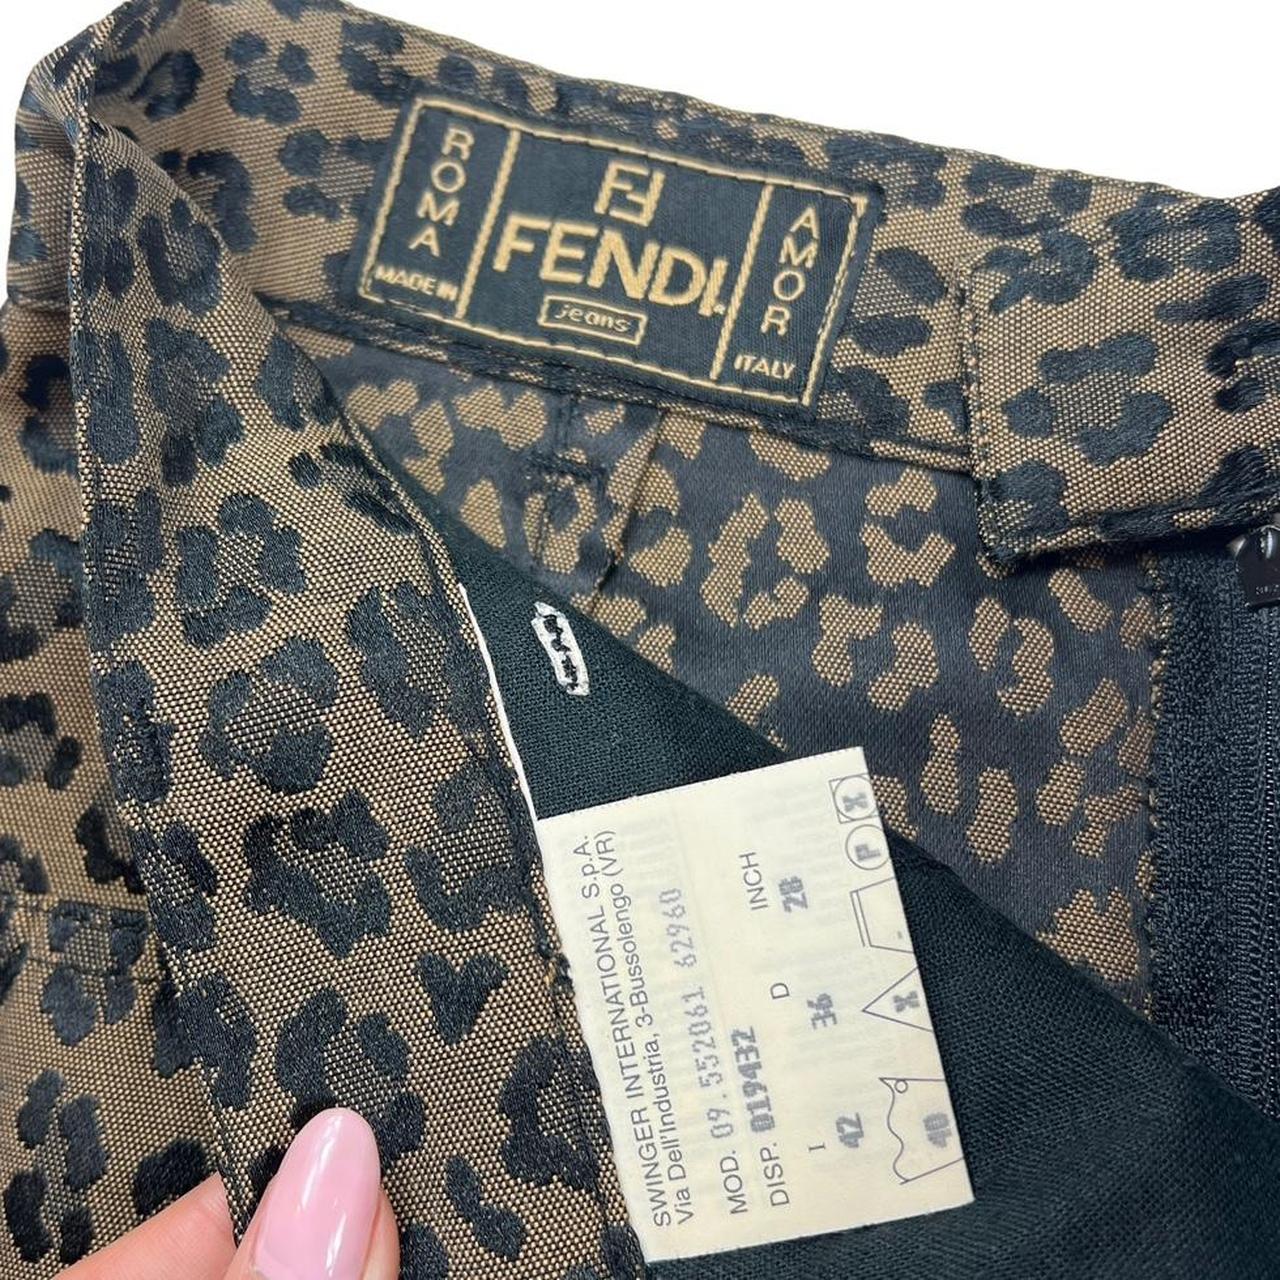 ROMA
MADE IN
FF
FENDI
jeans
AMOR
ITALY
SWINGER INTERNATIONAL S.p.A.
Via Dell'Industria, 3-Bussolengo (VR)
MOD. 09.552061 62960
DISP. 019432
I D INCH
42 36 28
40 X P X